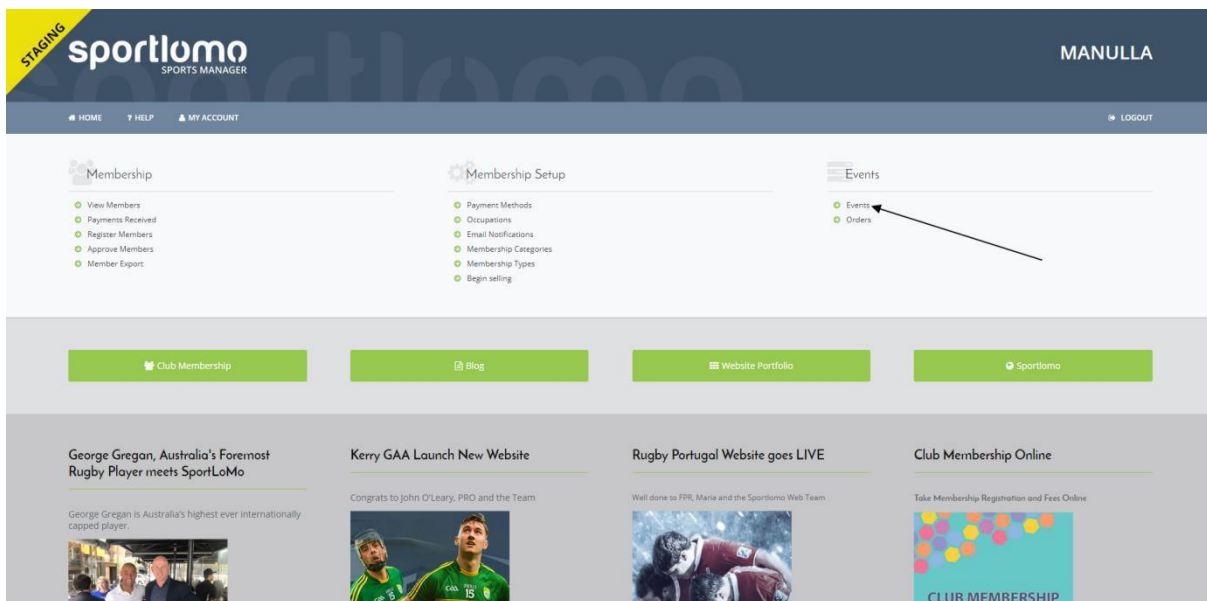 STAGING
sportlomo
SPORTS MANAGER
MANULLA
HOME
? HELP
MY ACCOUNT
LOGOUT
Membership
View Members
Payments Received
Register Members
Approve Members
Member Export
Membership Setup
Payment Methods
Occupations
Email Notifications
Membership Categories
Membership Types
Begin selling
Events
Events
Orders
Club Membership
Blog
Website Portfolio
Sportlomo
George Gregan, Australia's Foremost
Rugby Player meets SportLoMo
George Gregan is Australia's highest ever internationally
capped player.
Kerry GAA Launch New Website
Congrats to John O'Leary, PRO and the Team
15
15
Rugby Portugal Website goes LIVE
Well done to FPR, Maria and the Sportlomo Web Team
Club Membership Online
Take Membership Registration and Fees Online
CLUB MEMBERSHIP